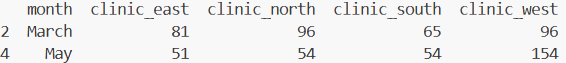 month clinic_east clinic_north clinic_south clinic_west
2 March 81 96 65 96
4 May 51 54 54 154